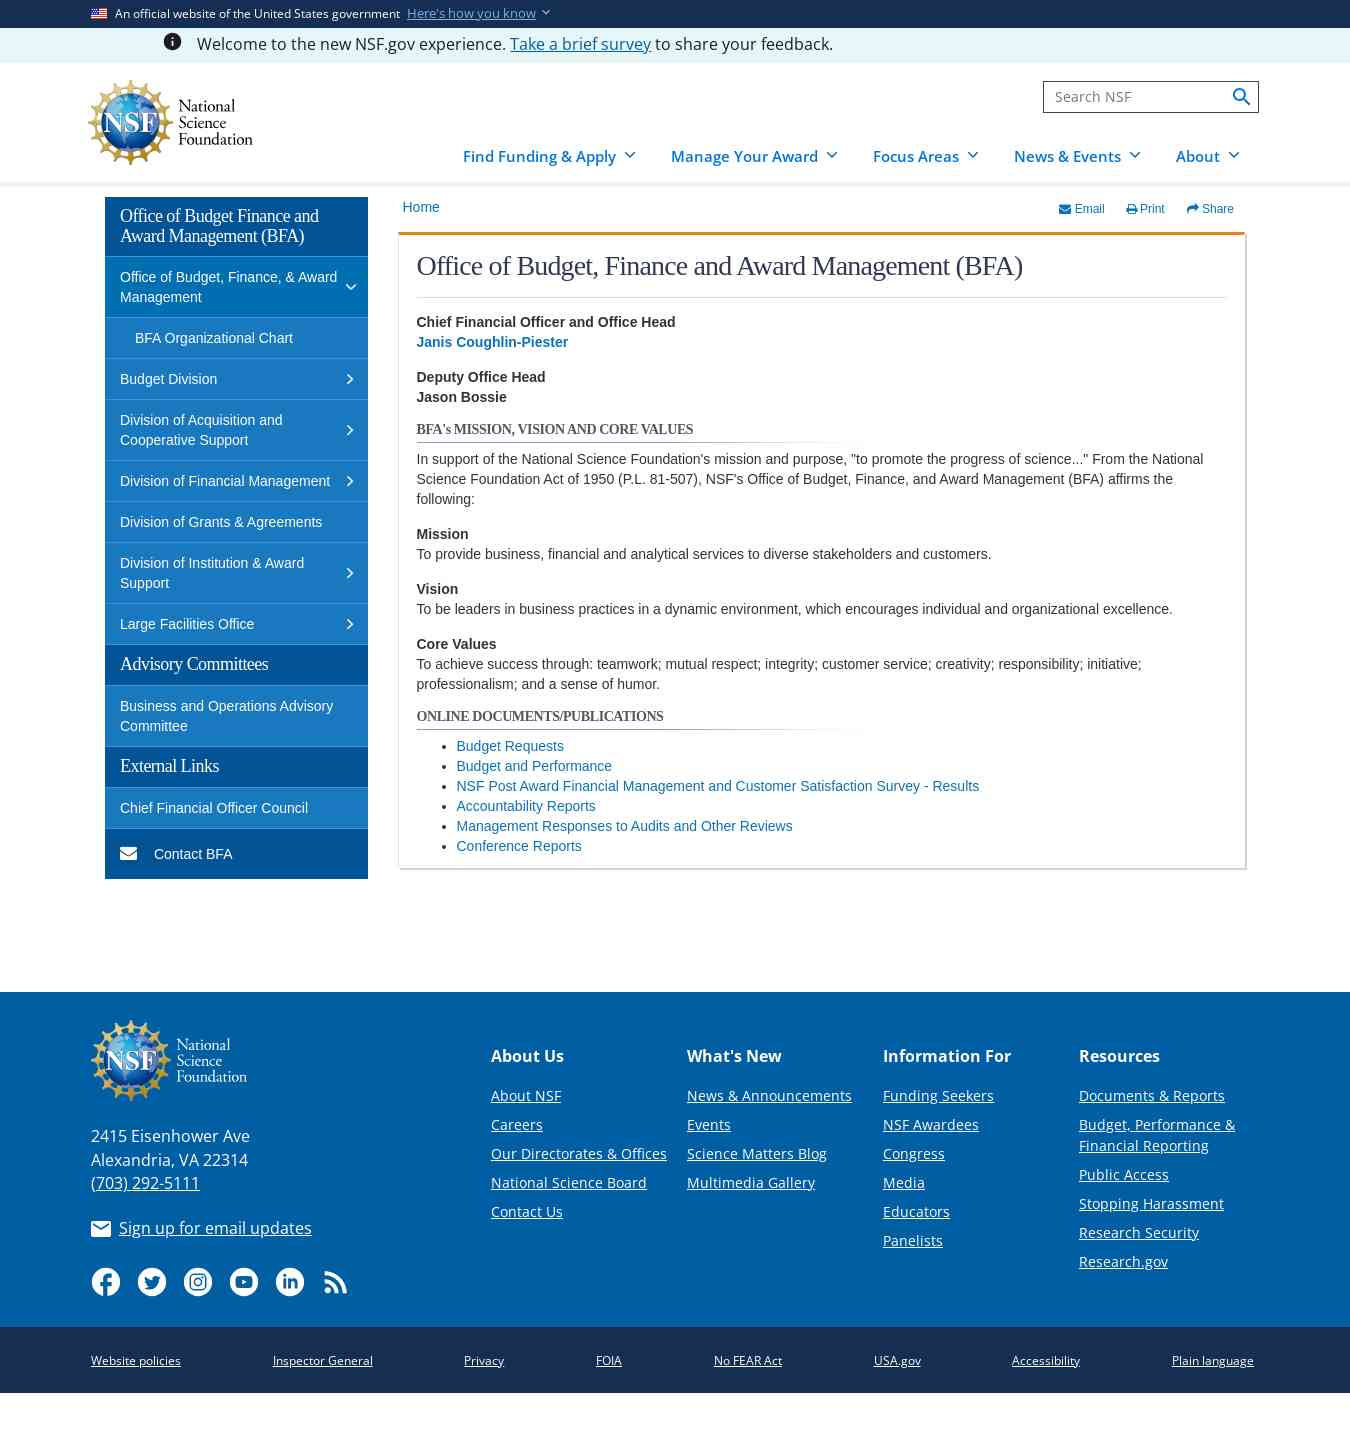 An official website of the United States government Here's how you know
Welcome to the new NSF.gov experience. Take a brief survey to share your feedback.
NSF
National
Science
Foundation
Search NSF
Find Funding & Apply
Manage Your Award
Focus Areas
News & Events
About
Office of Budget Finance and
Award Management (BFA)
Office of Budget, Finance, & Award
Management
BFA Organizational Chart
Budget Division
Division of Acquisition and
Cooperative Support
Division of Financial Management
Division of Grants & Agreements
Division of Institution & Award
Support
Large Facilities Office
Advisory Committees
Business and Operations Advisory
Committee
External Links
Chief Financial Officer Council
Contact BFA
Home
Email
Print
Share
Office of Budget, Finance and Award Management (BFA)
Chief Financial Officer and Office Head
Janis Coughlin-Piester
Deputy Office Head
Jason Bossie
BFA's MISSION, VISION AND CORE VALUES
In support of the National Science Foundation's mission and purpose, "to promote the progress of science..." From the National
Science Foundation Act of 1950 (P.L. 81-507), NSF's Office of Budget, Finance, and Award Management (BFA) affirms the
following:
Mission
To provide business, financial and analytical services to diverse stakeholders and customers.
Vision
To be leaders in business practices in a dynamic environment, which encourages individual and organizational excellence.
Core Values
To achieve success through: teamwork; mutual respect; integrity; customer service; creativity; responsibility; initiative;
professionalism; and a sense of humor.
ONLINE DOCUMENTS/PUBLICATIONS
Budget Requests
Budget and Performance
NSF Post Award Financial Management and Customer Satisfaction Survey - Results
Accountability Reports
Management Responses to Audits and Other Reviews
Conference Reports
NSF
National
Science
Foundation
2415 Eisenhower Ave
Alexandria, VA 22314
(703) 292-5111
Sign up for email updates
About Us
About NSF
Careers
Our Directorates & Offices
National Science Board
Contact Us
What's New
News & Announcements
Events
Science Matters Blog
Multimedia Gallery
Information For
Funding Seekers
NSF Awardees
Congress
Media
Educators
Panelists
Resources
Documents & Reports
Budget, Performance &
Financial Reporting
Public Access
Stopping Harassment
Research Security
Research.gov
Website policies
Inspector General
Privacy
FOIA
No FEAR Act
USA.gov
Accessibility
Plain language